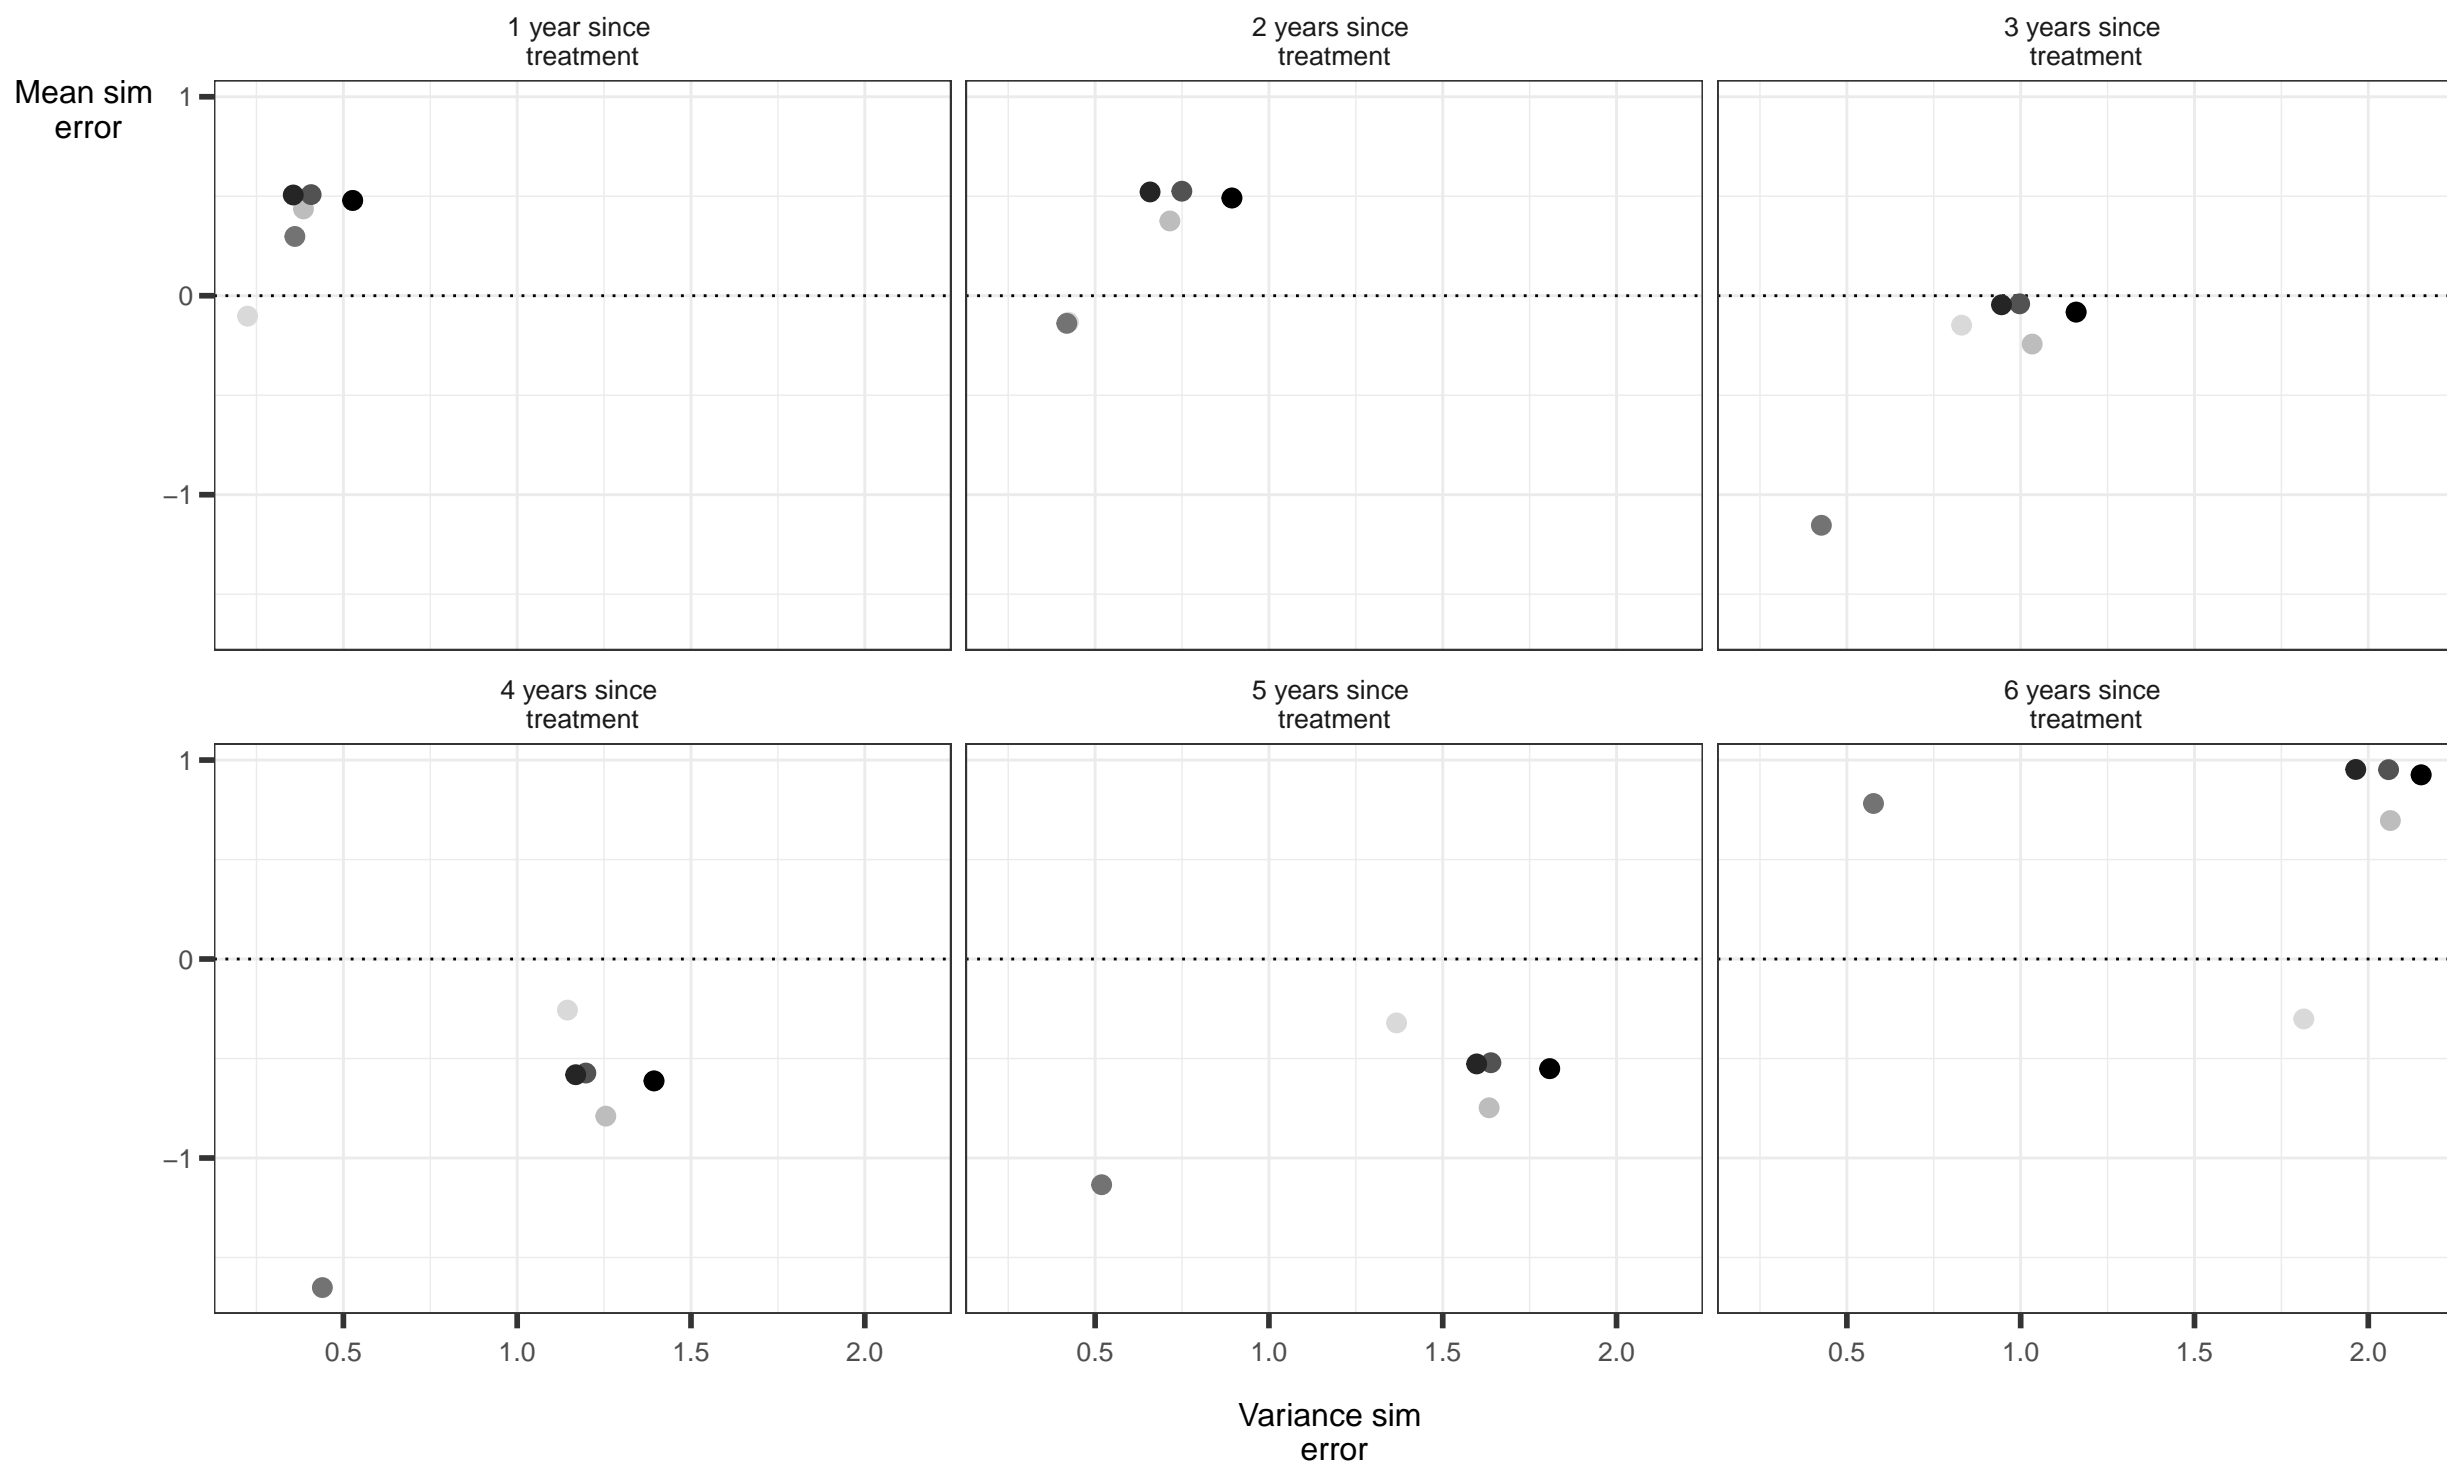 1 year since
treatment
2 years since
treatment
3 years since
treatment
Mean sim
error
1
0
−1
4 years since
treatment
5 years since
treatment
6 years since
treatment
1
0
−1
0.5 1.0 1.5 2.0
0.5 1.0 1.5 2.0
0.5 1.0 1.5 2.0
Variance sim
error